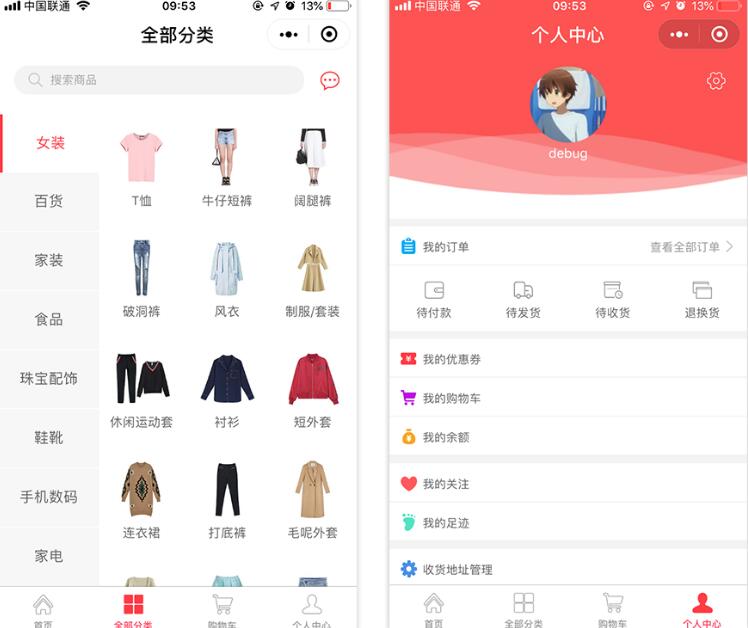 中国联通 09:53 13%
全部分类
搜索商品
女装
百货
家装
食品
珠宝配饰
鞋靴
手机数码
家电
T恤 牛仔短裤 阔腿裤
破洞裤 风衣 制服/套装
休闲运动套 衬衫 短外套
连衣裙 打底裤 毛呢外套
首页 全部分类 购物车 个人中心
中国联通 09:53 13%
个人中心
debug
我的订单 查看全部订单
待付款 待发货 待收货 退换货
¥ 我的优惠券
我的购物车
¥ 我的余额
我的关注
我的足迹
收货地址管理
首页 全部分类 购物车 个人中心